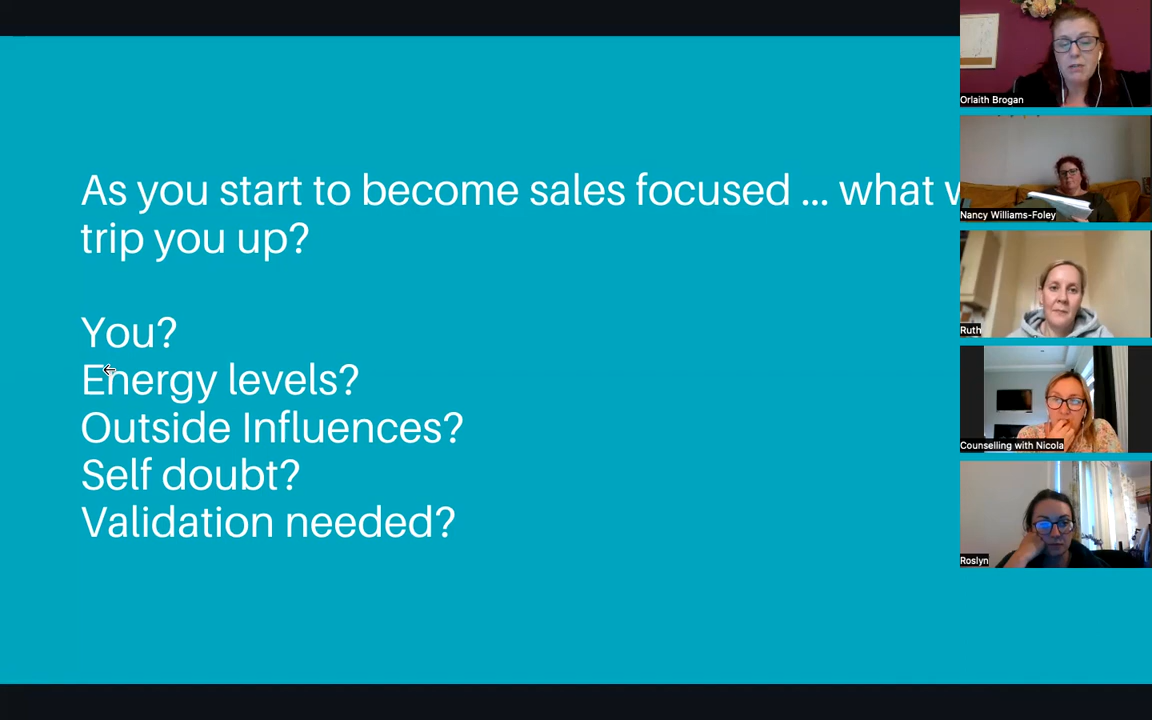 As you start to become sales focused ... what
trip you up?
You?
Energy levels?
Outside Influences?
Self doubt?
Validation needed?
Orlaith Brogan
Nancy Williams-Foley
Ruth
Counselling with Nicola
Roslyn